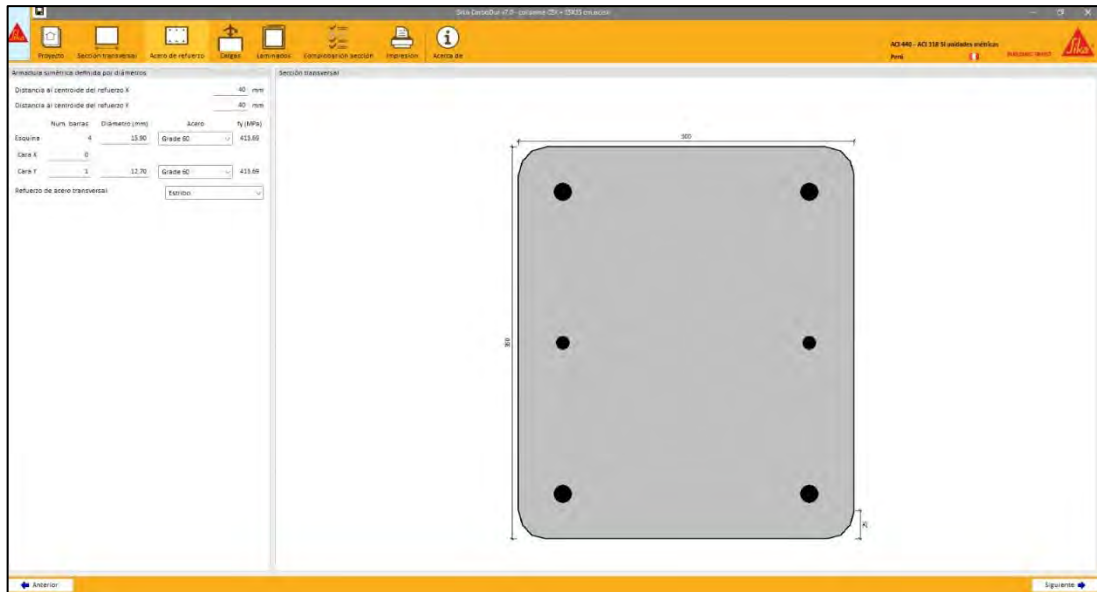 Proyecto
Sección transversal
Acero de refuerzo
Cargas
Laminados
Comprobación sección
Impresión
Acerca de
ACI 440 - ACI 318 SI unidades métricas
Perú
Sika
Armadura simétrica definida por diámetros
Distancia al centroide del refuerzo X 40 mm
Distancia al centroide del refuerzo Y 40 mm
Num. barras Diámetro (mm) Acero fy (MPa)
Esquina 4 15.90 Grade 60 413.69
Cara X 0
Cara Y 1 12.70 Grade 60 413.69
Refuerzo de acero transversal Estribo
Sección transversal
300
350
25
Anterior
Siguiente